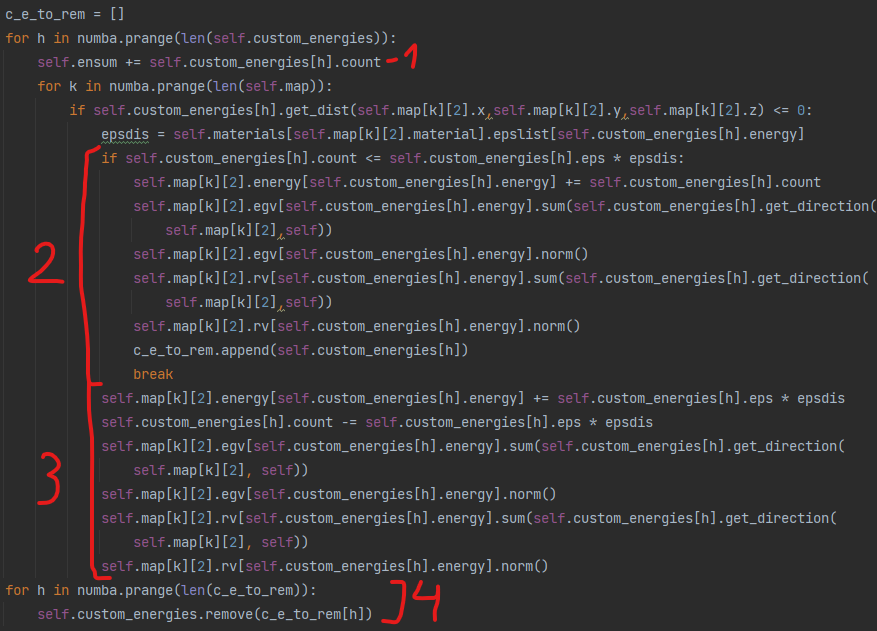 c_e_to_rem = []
for h in numba.prange(len(self.custom_energies)):
    self.ensum += self.custom_energies[h].count - 1
    for k in numba.prange(len(self.map)):
        if self.custom_energies[h].get_dist(self.map[k][2].x,self.map[k][2].y,self.map[k][2].z) <= 0:
            epsdis = self.materials[self.map[k][2].material].epslist[self.custom_energies[h].energy]
            if self.custom_energies[h].count <= self.custom_energies[h].eps * epsdis:
                self.map[k][2].energy[self.custom_energies[h].energy] += self.custom_energies[h].count
                self.map[k][2].egv[self.custom_energies[h].energy].sum(self.custom_energies[h].get_direction(
                    self.map[k][2],self))
2
                self.map[k][2].egv[self.custom_energies[h].energy].norm()
                self.map[k][2].rv[self.custom_energies[h].energy].sum(self.custom_energies[h].get_direction(
                    self.map[k][2],self))
                self.map[k][2].rv[self.custom_energies[h].energy].norm()
                c_e_to_rem.append(self.custom_energies[h])
                break
            self.map[k][2].energy[self.custom_energies[h].energy] += self.custom_energies[h].eps * epsdis
            self.custom_energies[h].count -= self.custom_energies[h].eps * epsdis
            self.map[k][2].egv[self.custom_energies[h].energy].sum(self.custom_energies[h].get_direction(
                self.map[k][2], self))
3
            self.map[k][2].egv[self.custom_energies[h].energy].norm()
            self.map[k][2].rv[self.custom_energies[h].energy].sum(self.custom_energies[h].get_direction(
                self.map[k][2], self))
            self.map[k][2].rv[self.custom_energies[h].energy].norm()
for h in numba.prange(len(c_e_to_rem)):
    self.custom_energies.remove(c_e_to_rem[h])
4